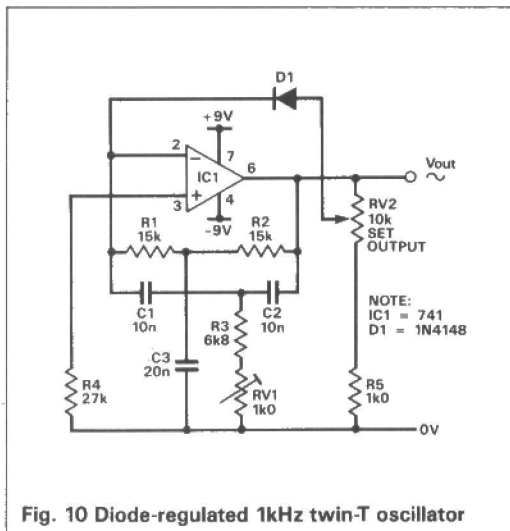 D1
+9V
2
7
6
IC1
3
4
-9V
Vout
RV2
10k
SET
OUTPUT
R1
15k
R2
15k
C1
10n
C2
10n
NOTE:
IC1 = 741
D1 = 1N4148
R3
6k8
C3
20n
R4
27k
RV1
1k0
R5
1k0
0V
Fig. 10 Diode-regulated 1kHz twin-T oscillator